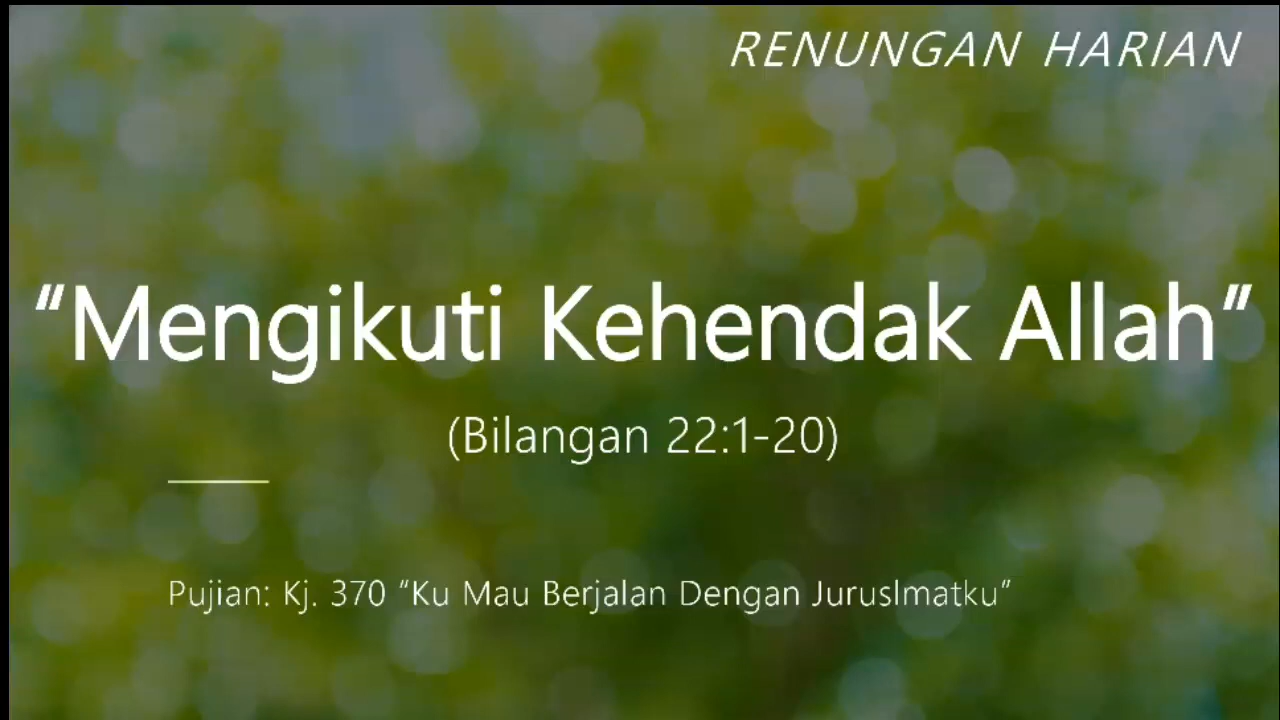 RENUNGAN HARIAN
“Mengikuti Kehendak Allah”
(Bilangan 22:1-20)
Pujian: Kj. 370 “Ku Mau Berjalan Dengan Juruslmatku”